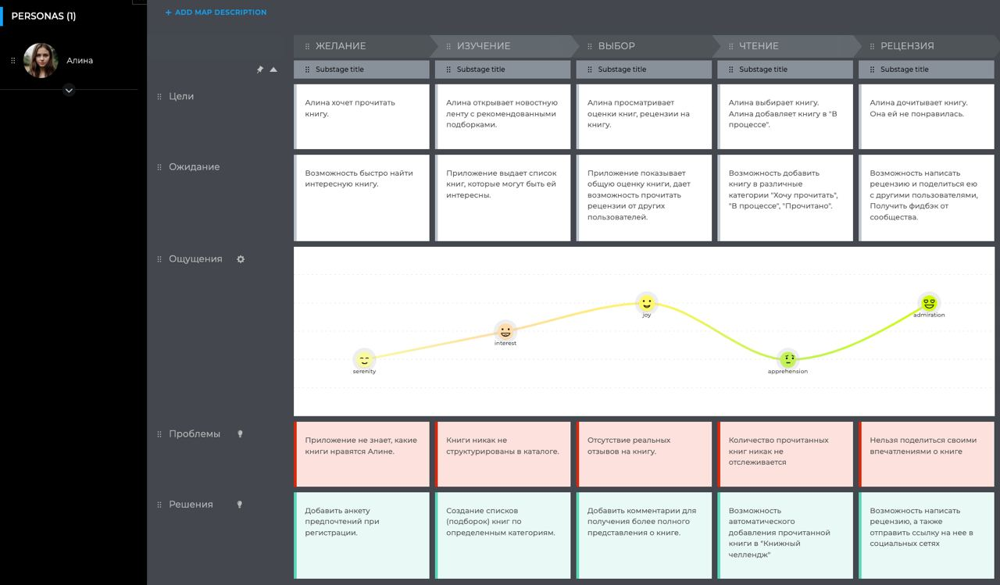 PERSONAS (1)
Алина
+ ADD MAP DESCRIPTION
ЖЕЛАНИЕ
ИЗУЧЕНИЕ
ВЫБОР
ЧТЕНИЕ
РЕЦЕНЗИЯ
Substage title
Substage title
Substage title
Substage title
Substage title
Цели
Алина хочет прочитать
книгу.
Алина открывает новостную
ленту с рекомендованными
подборками.
Алина просматривает
оценки книг, рецензии на
книгу.
Алина выбирает книгу.
Алина добавляет книгу в "В
процессе".
Алина дочитывает книгу.
Она ей не понравилась.
Ожидание
Возможность быстро найти
интересную книгу.
Приложение выдает список
книг, которые могут быть ей
интересны.
Приложение показывает
общую оценку книги, дает
возможность прочитать
рецензии от других
пользователей.
Возможность добавить
книгу в различные
категории "Хочу прочитать",
"В процессе", "Прочитано".
Возможность написать
рецензию и поделиться ею
с другими пользователями,
Получить фидбэк от
сообщества.
Ощущения
serenity
interest
joy
apprehension
admiration
Проблемы
Приложение не знает, какие
книги нравятся Алине.
Книги никак не
структурированы в каталоге.
Отсутствие реальных
отзывов на книгу.
Количество прочитанных
книг никак не
отслеживается
Нельзя поделиться своими
впечатлениями о книге
Решения
Добавить анкету
предпочтений при
регистрации.
Создание списков
(подборок) книг по
определенным категориям.
Добавить комментарии для
получения более полного
представления о книге.
Возможность
автоматического
добавления прочитанной
книги в "Книжный
челлендж"
Возможность написать
рецензию, а также
отправить ссылку на нее в
социальных сетях